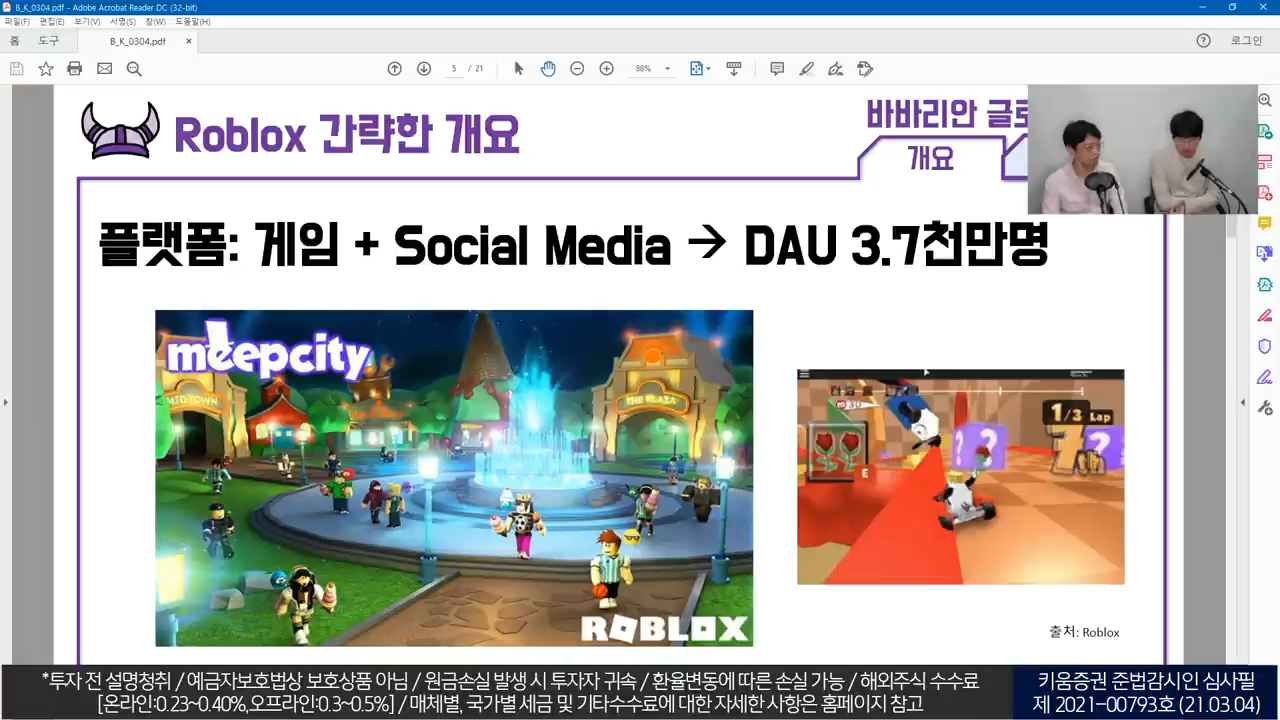 B_K_0304.pdf - Adobe Acrobat Reader DC (32-bit)
파일(F) 편집(E) 보기(V) 서명(S) 창(W) 도움말(H)
홈 도구 B_K_0304.pdf × 로그인
5 / 21 88%
Roblox 간략한 개요
바바리안 글로
개요
플랫폼: 게임 + Social Media → DAU 3.7천만명
meepcity
MIDTOWN
THE PLAZA
ROBLOX
1/3 Lap
7th
E
? ?
출처: Roblox
*투자 전 설명청취 / 예금자보호법상 보호상품 아님 / 원금손실 발생 시 투자자 귀속 / 환율변동에 따른 손실 가능 / 해외주식 수수료
[온라인:0.23~0.40%,오프라인:0.3~0.5%] / 매체별, 국가별 세금 및 기타수수료에 대한 자세한 사항은 홈페이지 참고
키움증권 준법감시인 심사필
제 2021-00793호 (21.03.04)